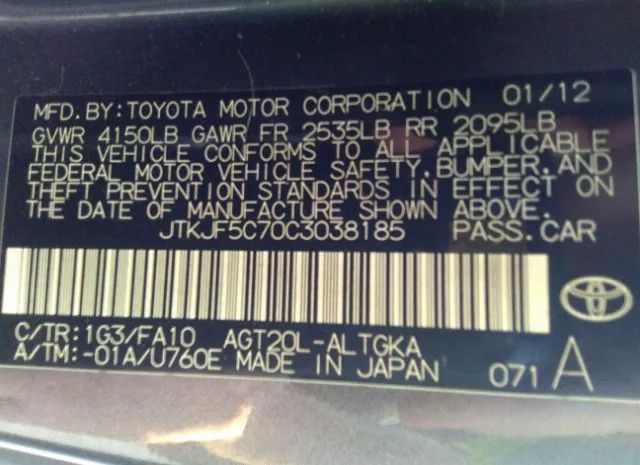 MFD. BY: TOYOTA MOTOR CORPORATION 01/12
GVWR 4150LB GAWR FR 2535LB RR 2095LB
THIS VEHICLE CONFORMS TO ALL APPLICABLE
FEDERAL MOTOR VEHICLE SAFETY, BUMPER, AND
THEFT PREVENTION STANDARDS IN EFFECT ON
THE DATE OF MANUFACTURE SHOWN ABOVE.
JTKJF5C70C3038185 PASS. CAR
C/TR: 1G3/FA10 AGT20L-ALTGKA
A/TM: -01A/U760E MADE IN JAPAN 071 A